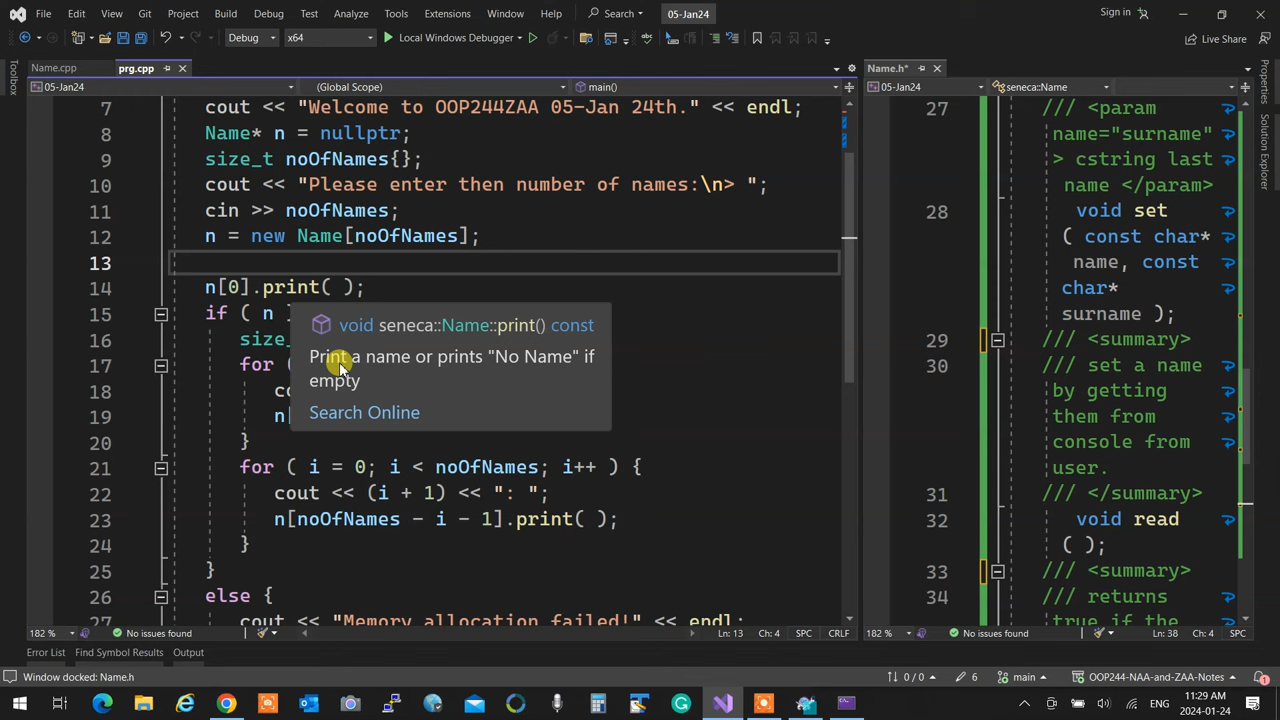 File Edit View Git Project Build Debug Test Analyze Tools Extensions Window Help Search 05-Jan24 Sign in
Debug x64 Local Windows Debugger Live Share
Toolbox
Name.cpp prg.cpp
05-Jan24 (Global Scope) main()
7 cout << "Welcome to OOP244ZAA 05-Jan 24th." << endl;
8 Name* n = nullptr;
9 size_t noOfNames{};
10 cout << "Please enter then number of names:\n> ";
11 cin >> noOfNames;
12 n = new Name[noOfNames];
13
14 n[0].print( );
15 if ( n
16 size_
17 for (
18 co
19 n[
20 }
21 for ( i = 0; i < noOfNames; i++ ) {
22 cout << (i + 1) << ": ";
23 n[noOfNames - i - 1].print( );
24 }
25 }
26 else {
27 cout << "Memory allocation failed!" << endl;
void seneca::Name::print() const
Print a name or prints "No Name" if
empty
Search Online
182 % No issues found Ln: 13 Ch: 4 SPC CRLF
Name.h*
05-Jan24 seneca::Name
27 /// <param
name="surname"
> cstring last
name </param>
28 void set
( const char*
name, const
char*
surname );
29 /// <summary>
30 /// set a name
by getting
them from
console from
user.
31 /// </summary>
32 void read
( );
33 /// <summary>
34 /// returns
true if the
182 % No issues found Ln: 38 Ch: 4 SPC
Properties
Solution Explorer
Error List Find Symbol Results Output
Window docked: Name.h 0 / 0 6 main OOP244-NAA-and-ZAA-Notes 1
ENG 11:29 AM
2024-01-24